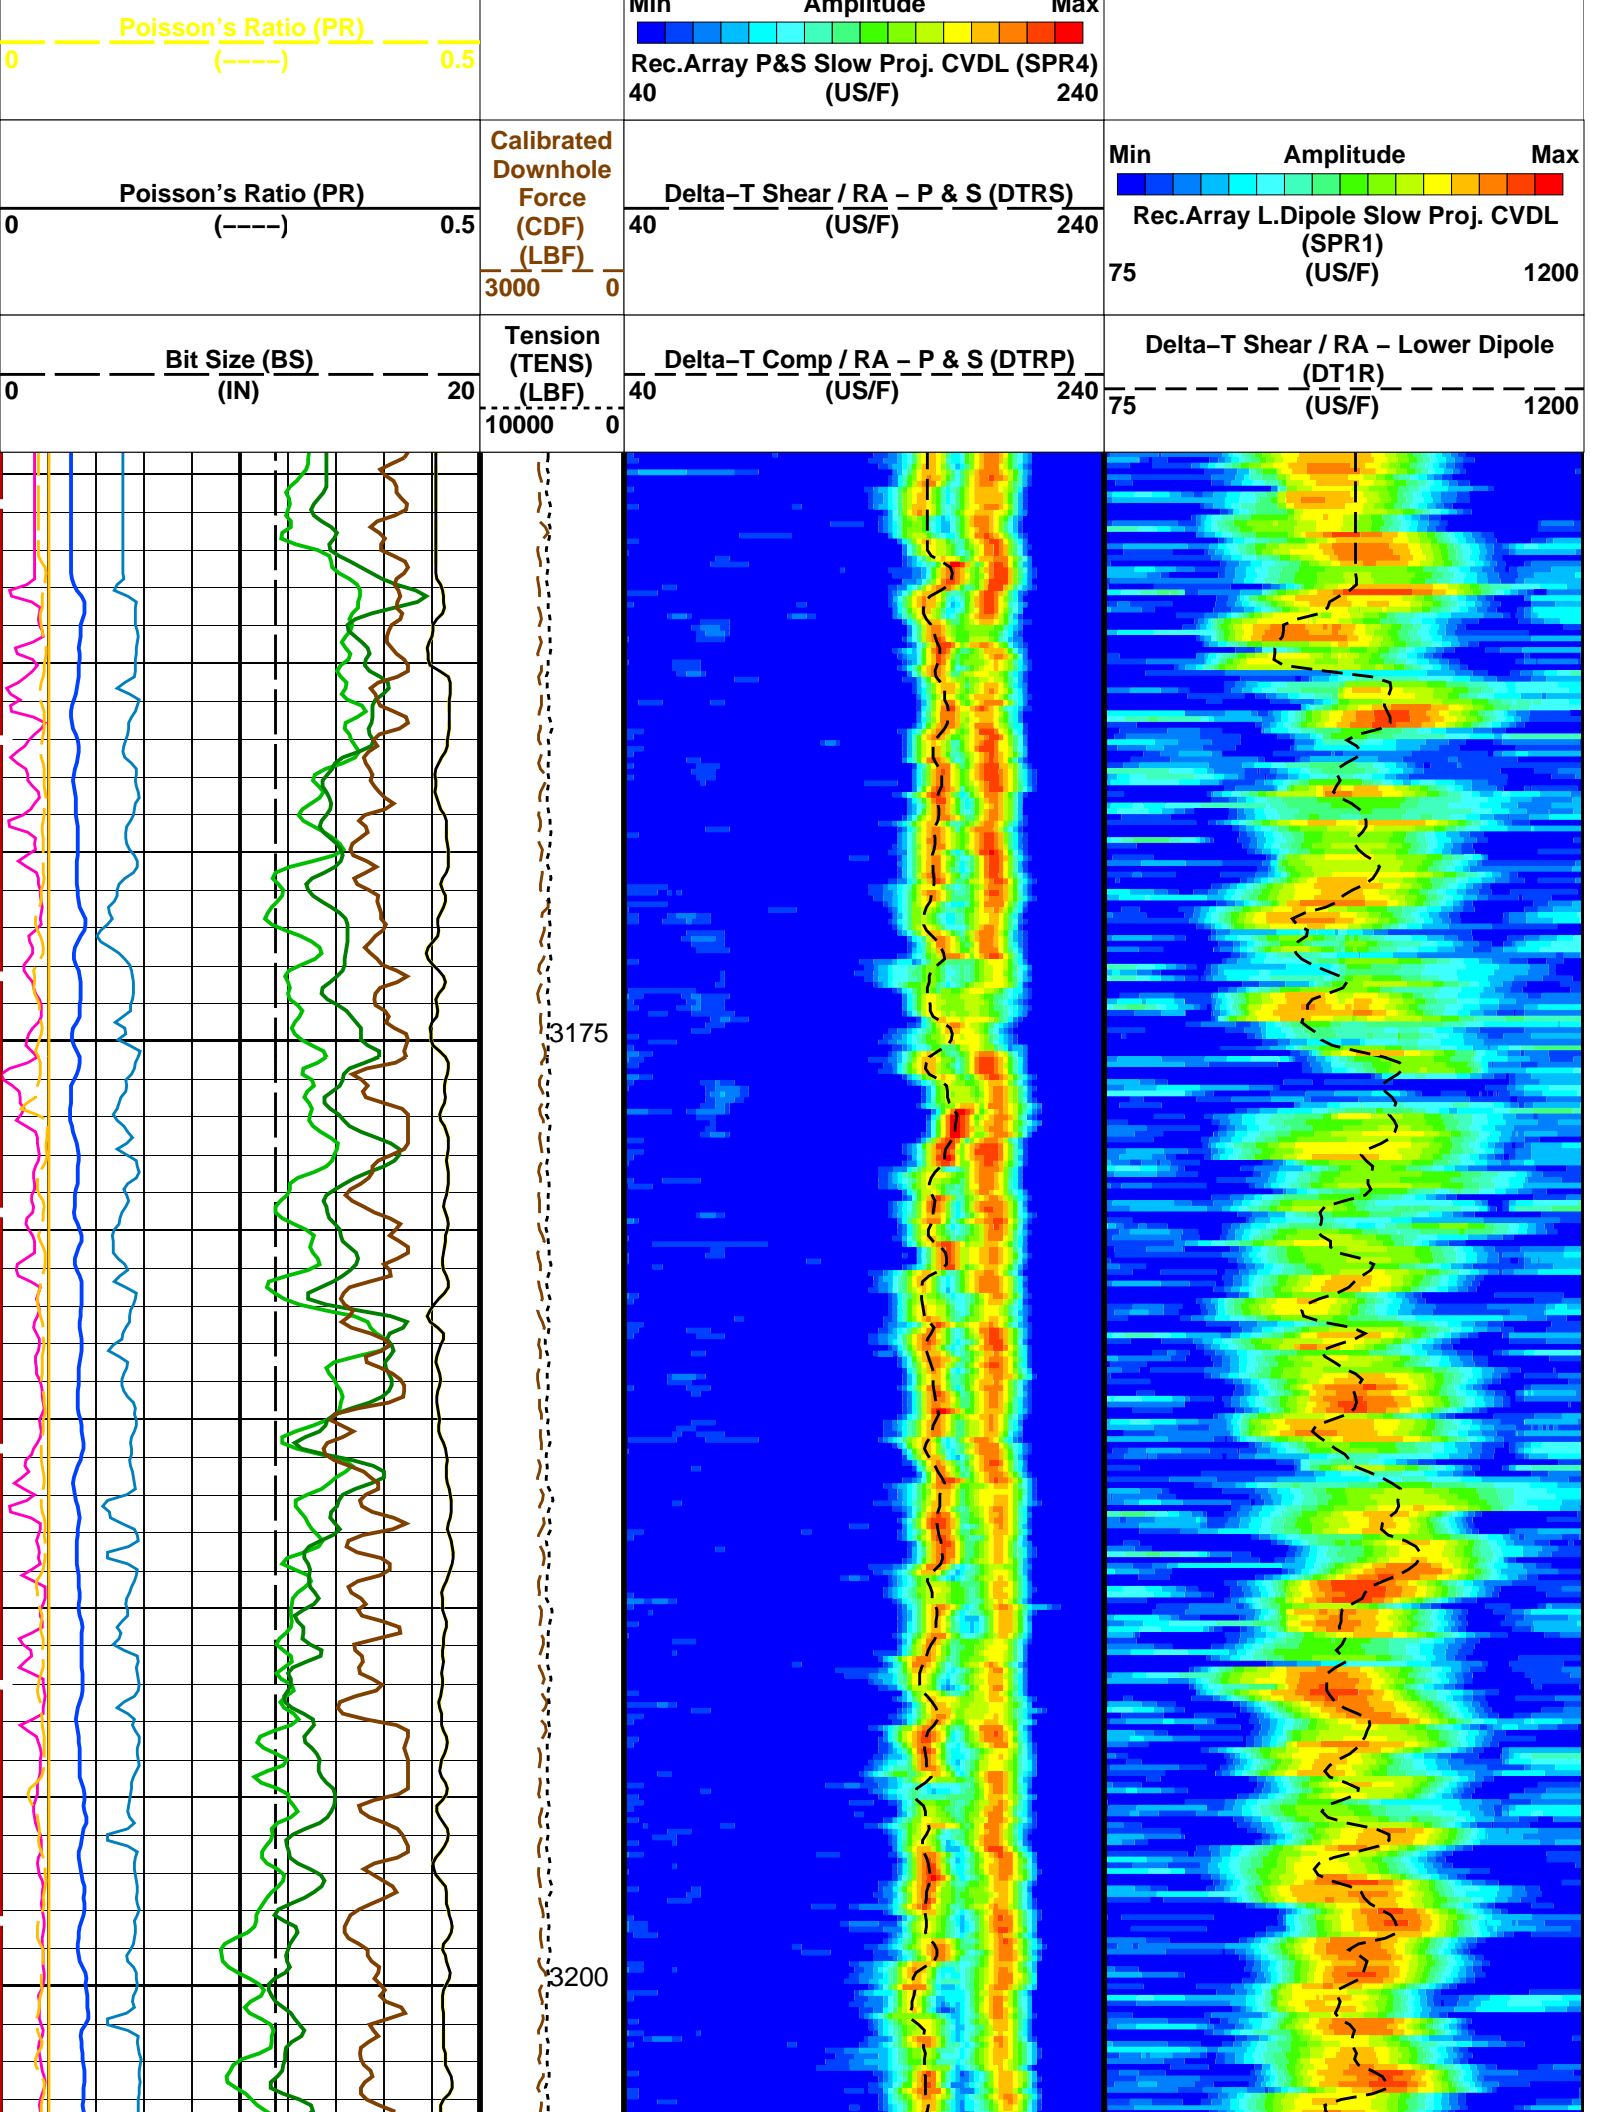 Poisson's Ratio (PR)
0 (----) 0.5
Min Amplitude Max
Rec.Array P&S Slow Proj. CVDL (SPR4)
40 (US/F) 240
Poisson's Ratio (PR)
0 (----) 0.5
Calibrated
Downhole
Force
(CDF)
(LBF)
3000 0
Delta-T Shear / RA - P & S (DTRS)
40 (US/F) 240
Min Amplitude Max
Rec.Array L.Dipole Slow Proj. CVDL
(SPR1)
75 (US/F) 1200
Bit Size (BS)
0 (IN) 20
Tension
(TENS)
(LBF)
10000 0
Delta-T Comp / RA - P & S (DTRP)
40 (US/F) 240
Delta-T Shear / RA - Lower Dipole
(DT1R)
75 (US/F) 1200
3175
3200